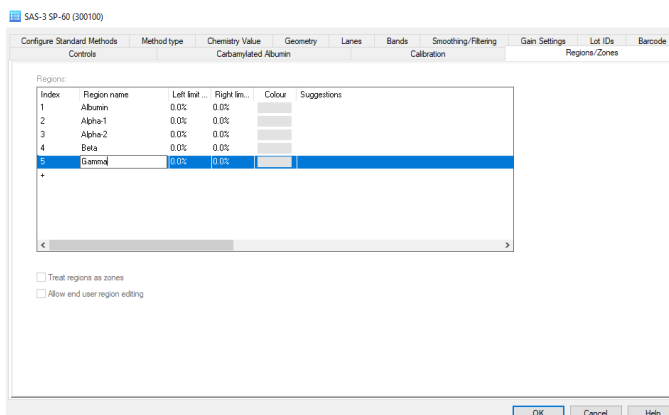 SAS-3 SP-60 (300100)
Configure Standard Methods Method type Chemistry Value Geometry Lanes Bands Smoothing/Filtering Gain Settings Lot IDs Barcode
Controls Carbamylated Albumin Calibration Regions/Zones
Regions:
Index Region name Left limit ... Right lim... Colour Suggestions
1 Albumin 0.0% 0.0%
2 Alpha-1 0.0% 0.0%
3 Alpha-2 0.0% 0.0%
4 Beta 0.0% 0.0%
5 Gamma 0.0% 0.0%
+
Treat regions as zones
Allow end user region editing
OK Cancel Help